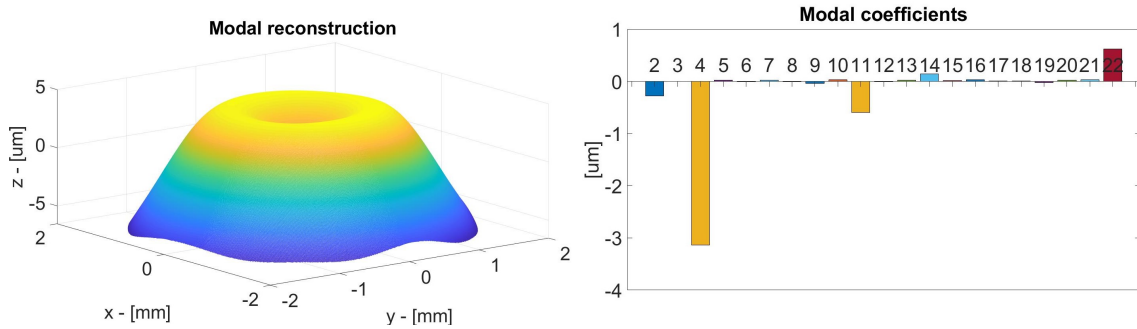 Modal reconstruction
5
0
-5
z - [um]
2
0
-2
x - [mm]
-2
-1
0
1
2
y - [mm]
Modal coefficients
1
0
-1
-2
-3
-4
[um]
2 3 4 5 6 7 8 9 10 11 12 13 14 15 16 17 18 19 20 21 22